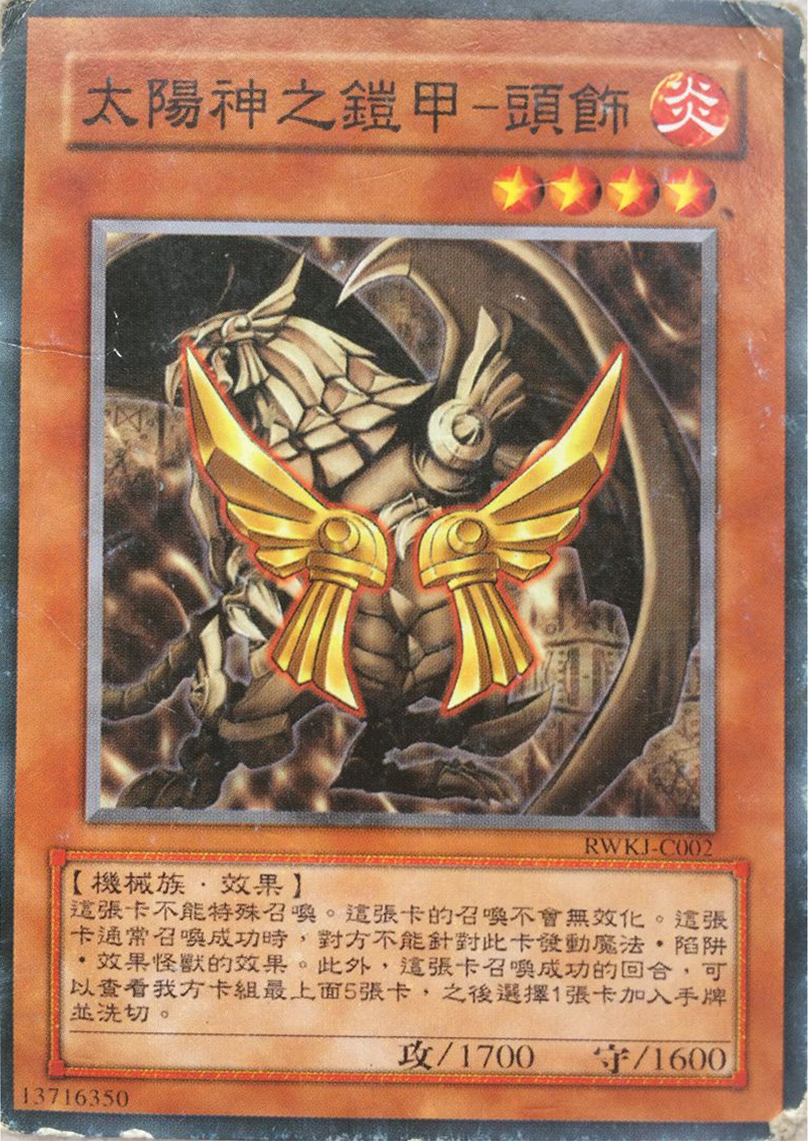 太陽神之鎧甲-頭飾 炎
RWKJ-C002
【機械族·效果】
這張卡不能特殊召喚。這張卡的召喚不會無效化。這張
卡通常召喚成功時，對方不能針對此卡發動魔法·陷阱
·效果怪獸的效果。此外，這張卡召喚成功的回合，可
以查看我方卡組最上面5張卡，之後選擇1張卡加入手牌
並洗切。
攻/1700 守/1600
13716350